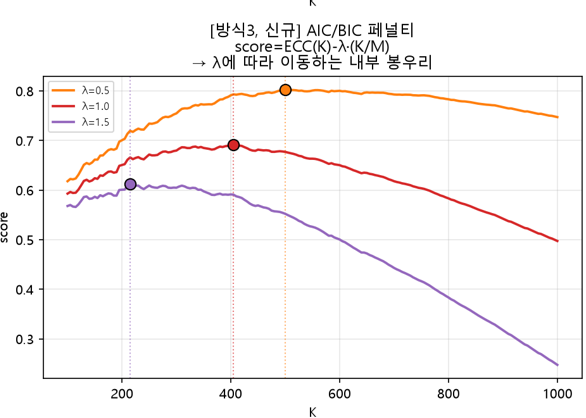 K
[방식3, 신규] AIC/BIC 페널티
score=ECC(K)-λ·(K/M)
→ λ에 따라 이동하는 내부 봉우리
λ=0.5
λ=1.0
λ=1.5
0.8
0.7
0.6
0.5
0.4
0.3
score
200
400
600
800
1000
K